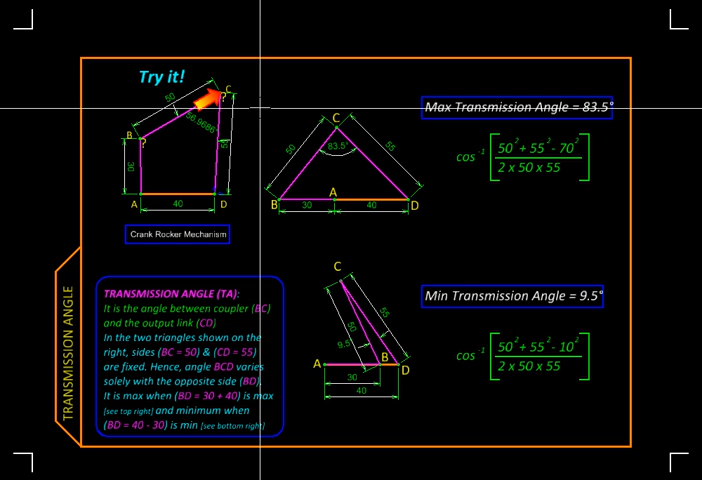 Try it!
50
C
?
56.9686°
B
?
30
55
A
D
40
Crank Rocker Mechanism
C
50
55
83.5°
B
A
D
30
40
Max Transmission Angle = 83.5°
cos -1 [ 50² + 55² - 70²
2 x 50 x 55 ]
TRANSMISSION ANGLE
TRANSMISSION ANGLE (TA):
It is the angle between coupler (BC)
and the output link (CD)
In the two triangles shown on the
right, sides (BC = 50) & (CD = 55)
are fixed. Hence, angle BCD varies
solely with the opposite side (BD).
It is max when (BD = 30 + 40) is max
[see top right] and minimum when
(BD = 40 - 30) is min [see bottom right]
C
50
55
9.5°
A
B
D
30
40
Min Transmission Angle = 9.5°
cos -1 [ 50² + 55² - 10²
2 x 50 x 55 ]